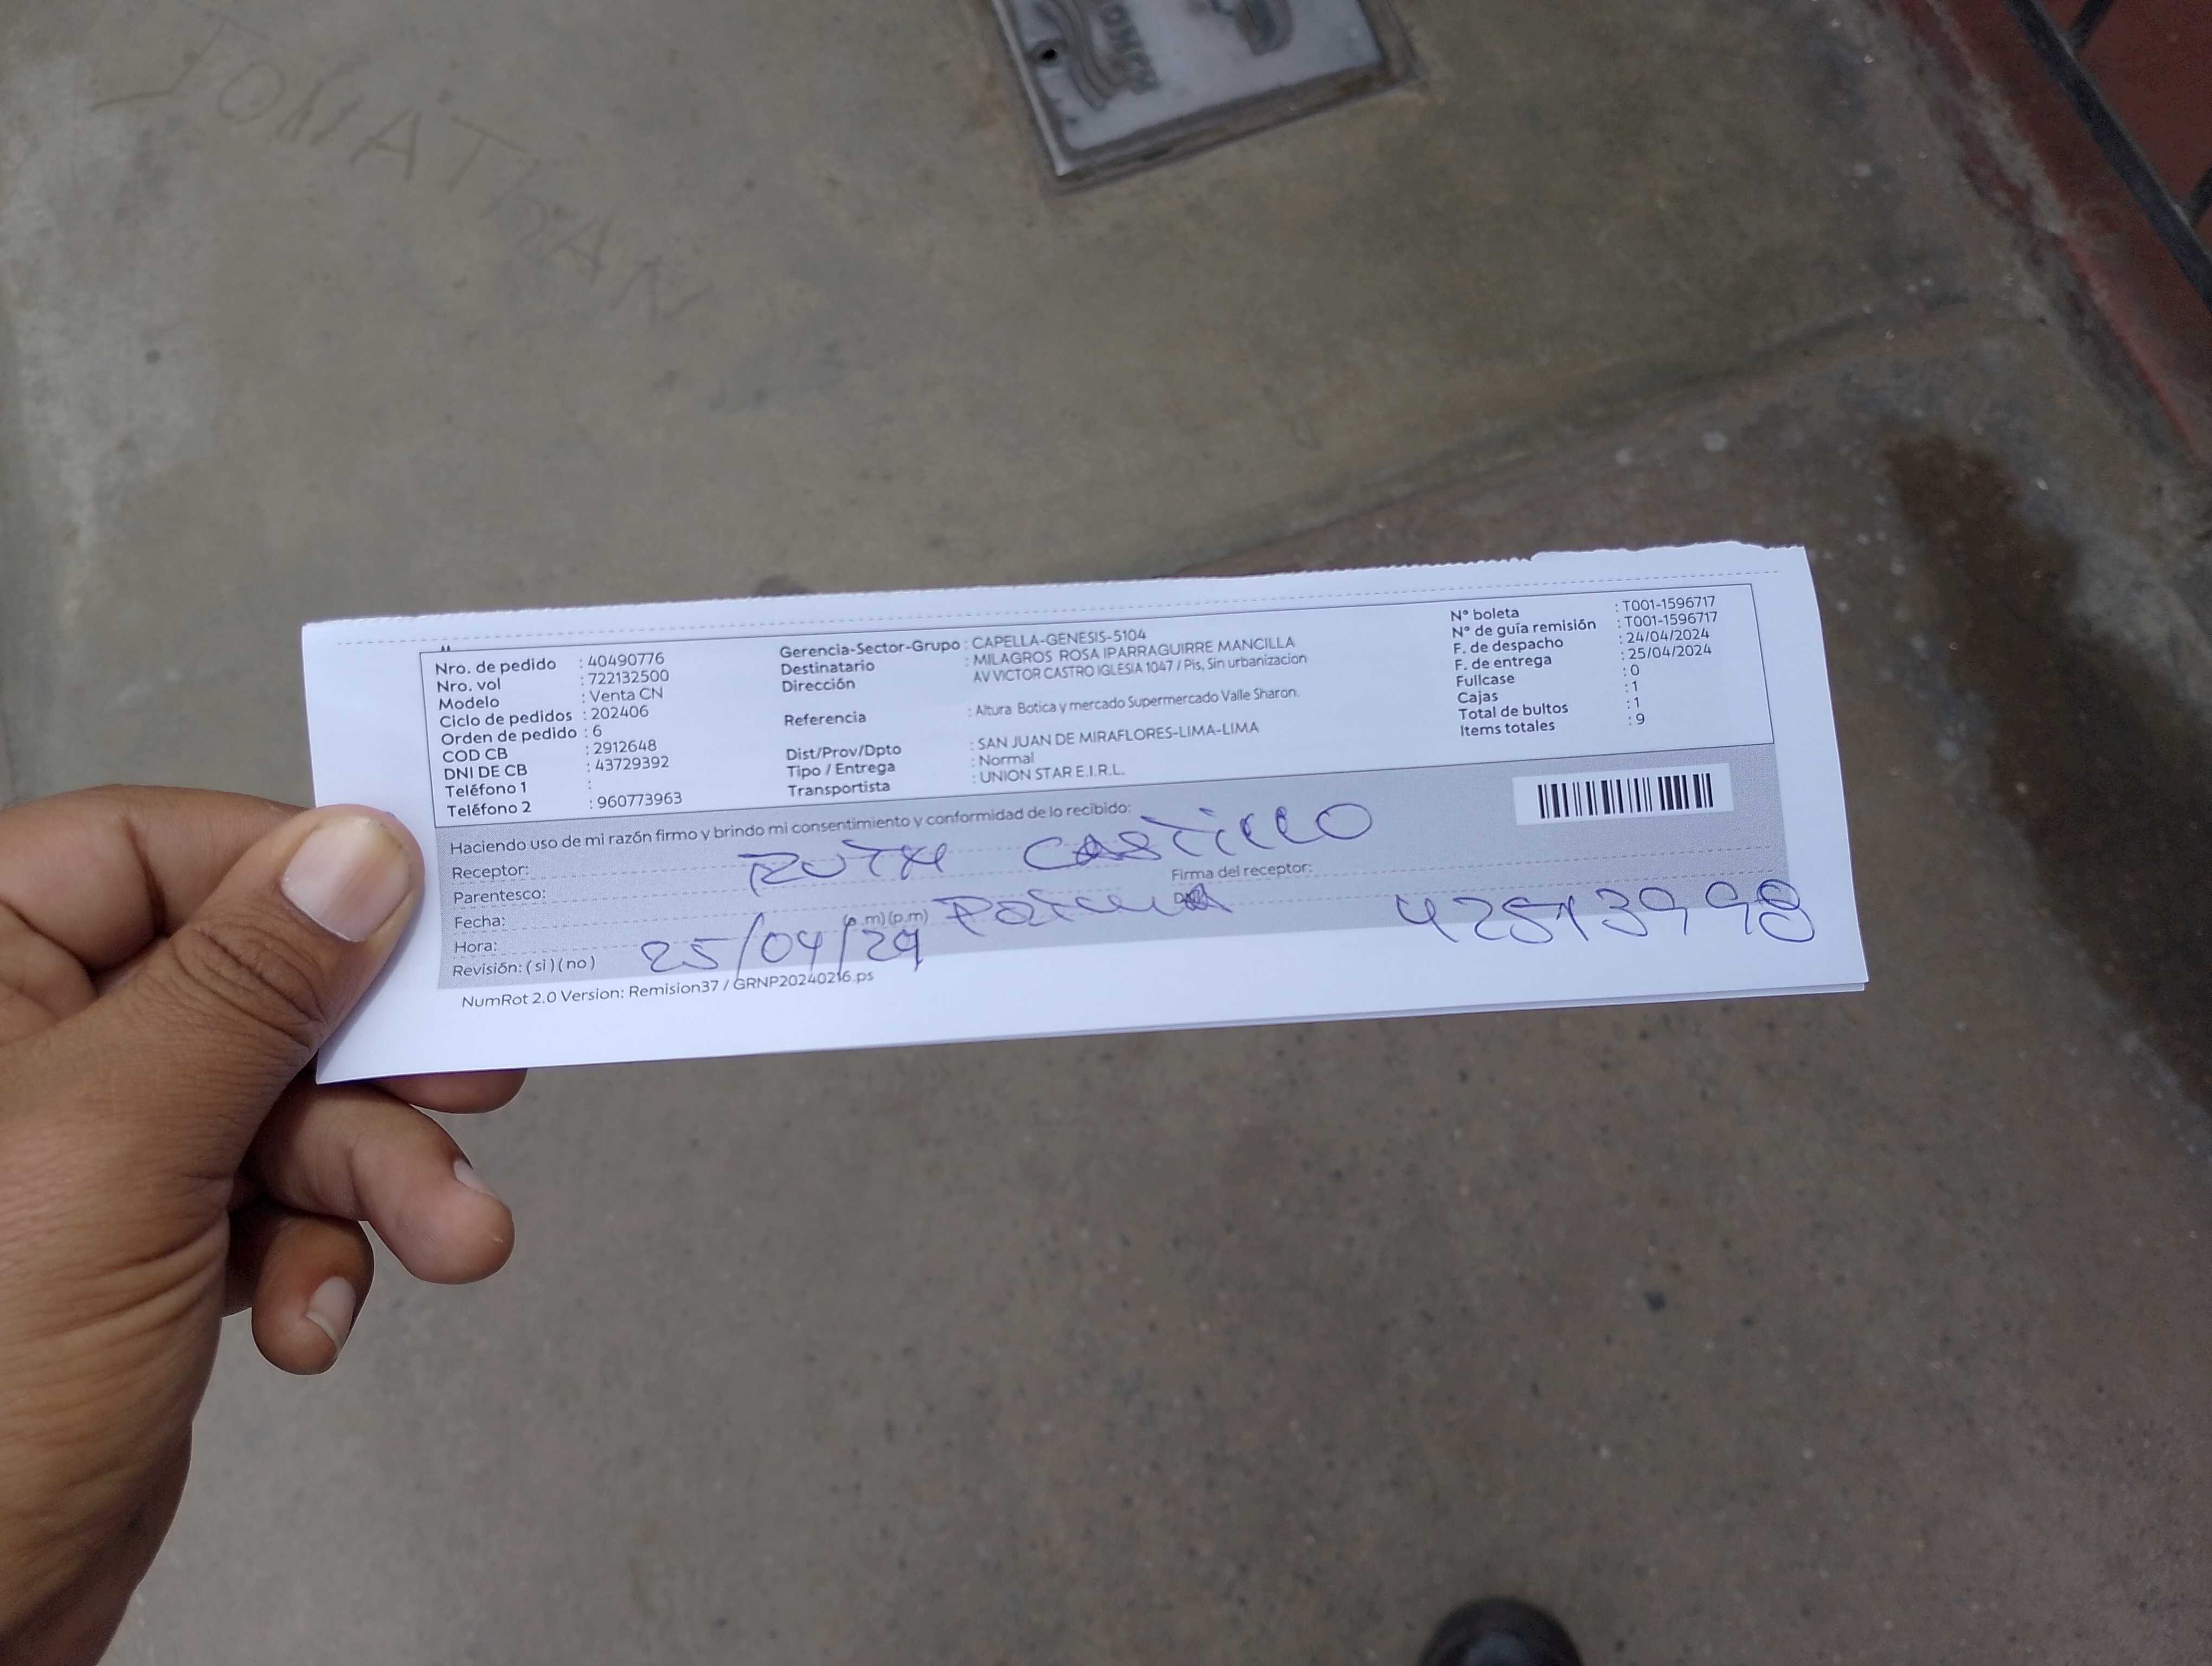 JONATHAN
Nro. de pedido : 40490776
Nro. vol : 722132500
Modelo : Venta CN
Ciclo de pedidos : 202406
Orden de pedido : 6
COD CB : 2912648
DNI DE CB : 43729392
Teléfono 1 :
Teléfono 2 : 960773963
Gerencia-Sector-Grupo : CAPELLA-GENESIS-5104
Destinatario : MILAGROS ROSA IPARRAGUIRRE MANCILLA
Dirección AV VICTOR CASTRO IGLESIA 1047 / Pis, Sin urbanizacion
Referencia : Altura Botica y mercado Supermercado Valle Sharon.
Dist/Prov/Dpto : SAN JUAN DE MIRAFLORES-LIMA-LIMA
Tipo / Entrega : Normal
Transportista : UNION STAR E.I.R.L.
N° boleta : T001-1596717
N° de guía remisión : T001-1596717
F. de despacho : 24/04/2024
F. de entrega : 25/04/2024
Fullcase : 0
Cajas : 1
Total de bultos : 1
Items totales : 9
Haciendo uso de mi razón firmo y brindo mi consentimiento y conformidad de lo recibido:
Receptor: RUTH CASTILLO
Parentesco: Firma del receptor:
Fecha: (a.m) (p.m)
Hora: 25/04/24
Revisión: ( si ) ( no )
NumRot 2.0 Version: Remision37 / GRNP20240216.ps